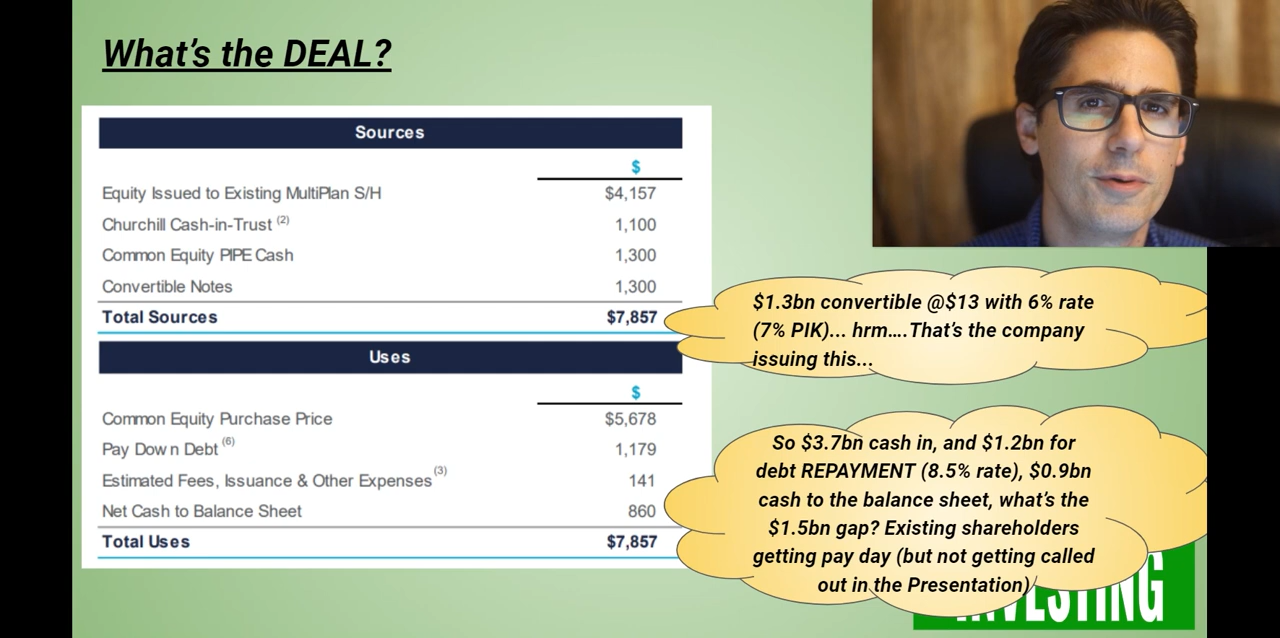 What's the DEAL?
Sources
$
Equity Issued to Existing MultiPlan S/H $4,157
Churchill Cash-in-Trust (2) 1,100
Common Equity PIPE Cash 1,300
Convertible Notes 1,300
Total Sources $7,857
Uses
$
Common Equity Purchase Price $5,678
Pay Down Debt (6) 1,179
Estimated Fees, Issuance & Other Expenses (3) 141
Net Cash to Balance Sheet 860
Total Uses $7,857
$1.3bn convertible @$13 with 6% rate
(7% PIK)... hrm....That's the company
issuing this...
So $3.7bn cash in, and $1.2bn for
debt REPAYMENT (8.5% rate), $0.9bn
cash to the balance sheet, what's the
$1.5bn gap? Existing shareholders
getting pay day (but not getting called
out in the Presentation)
INVESTING